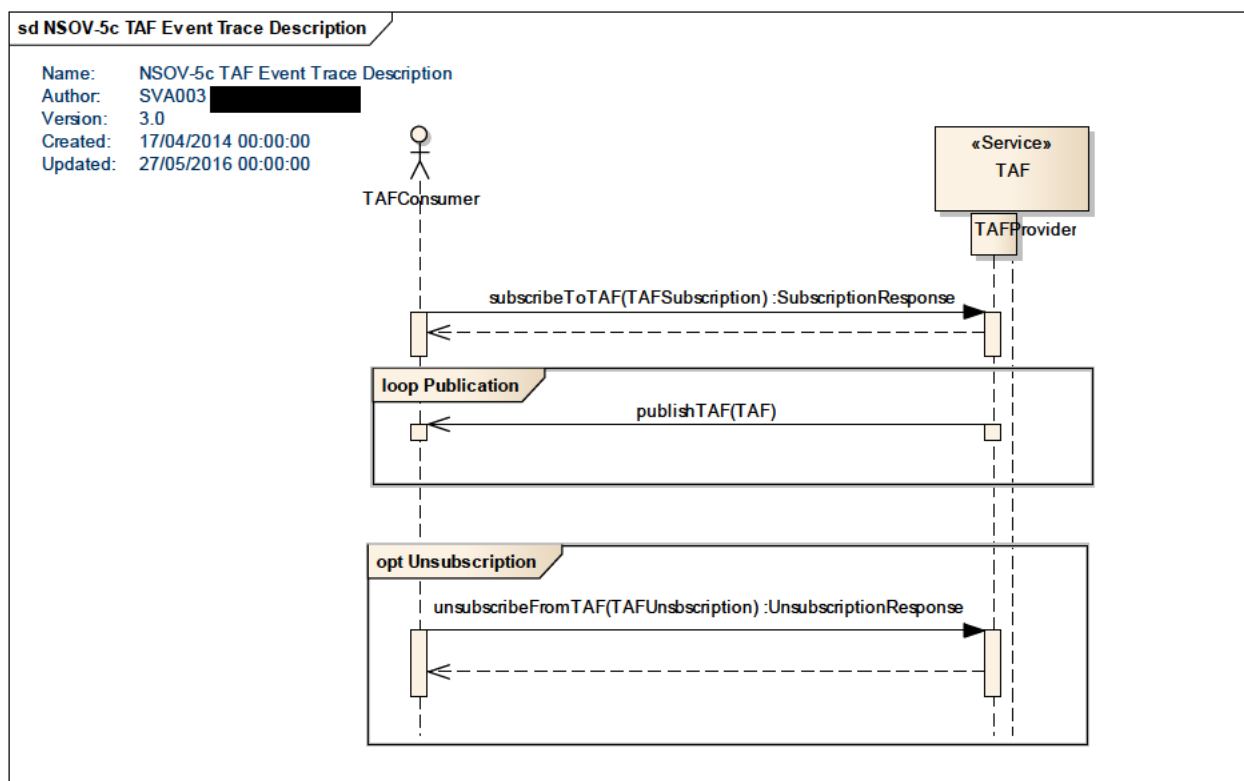 sd NSOV-5c TAF Event Trace Description
Name: NSOV-5c TAF Event Trace Description
Author: SVA003
Version: 3.0
Created: 17/04/2014 00:00:00
Updated: 27/05/2016 00:00:00
«Service»
TAF
TAFConsumer
TAFProvider
subscribeToTAF(TAFSubscription) :SubscriptionResponse
loop Publication
publishTAF(TAF)
opt Unsubscription
unsubscribeFromTAF(TAFUnsbscription) :UnsubscriptionResponse